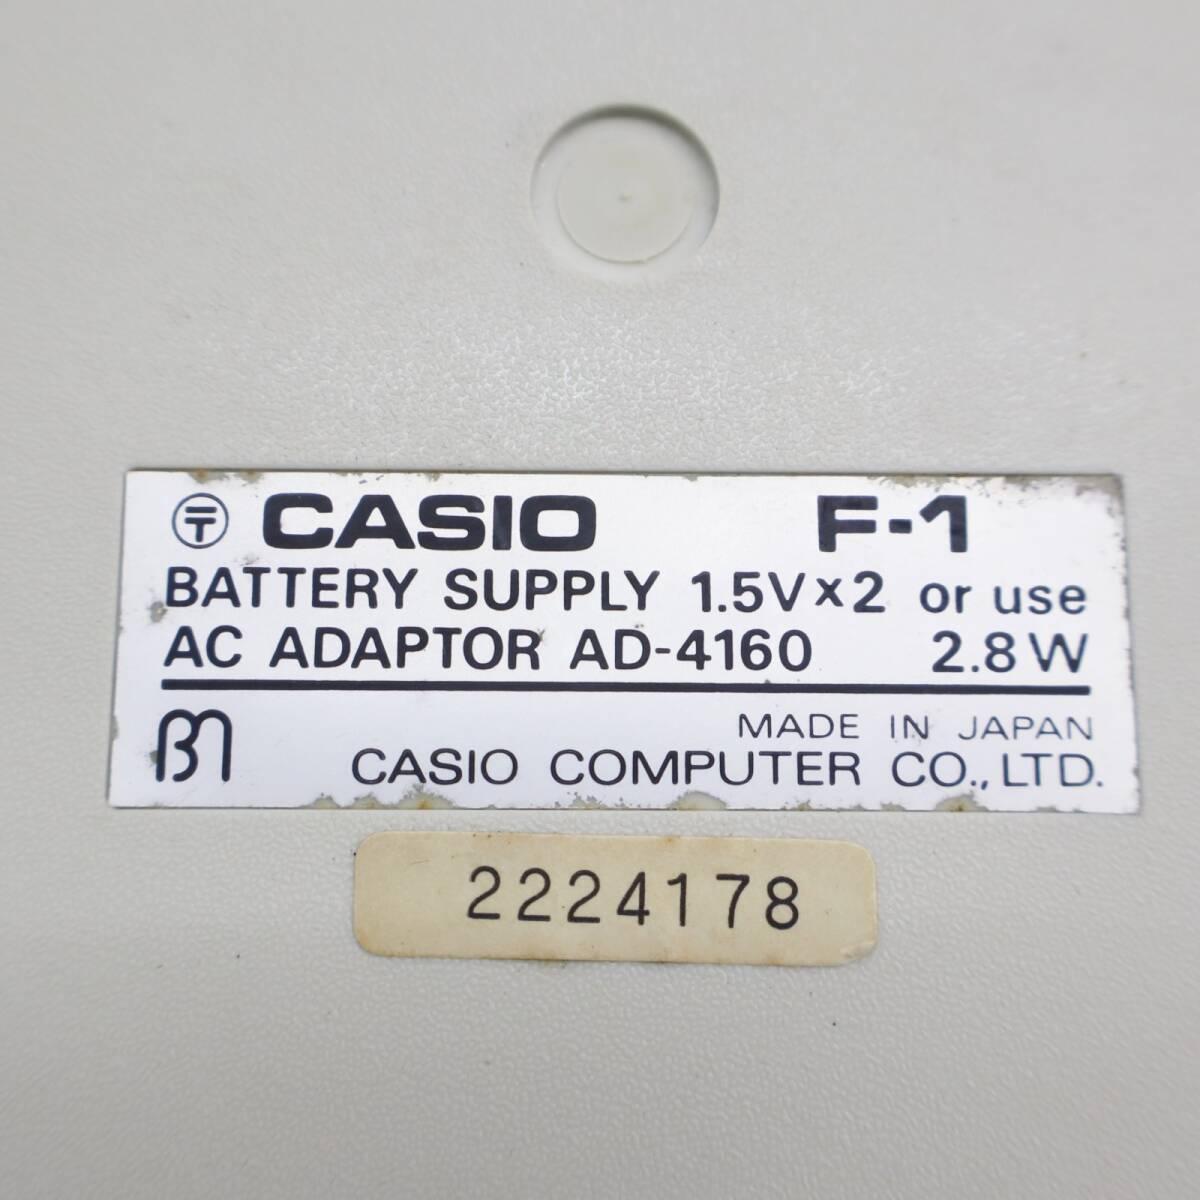 CASIO F-1
BATTERY SUPPLY 1.5V×2 or use
AC ADAPTOR AD-4160 2.8W
MADE IN JAPAN
CASIO COMPUTER CO.,LTD.
2224178